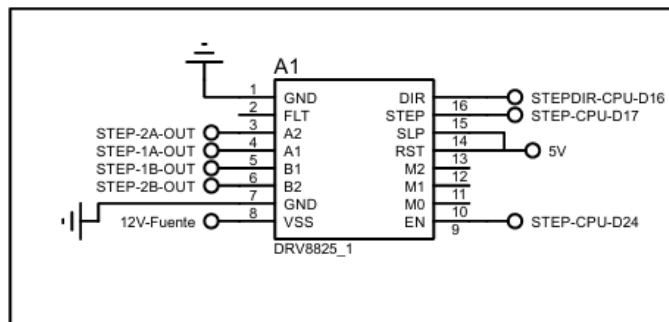 A1
1 GND DIR STEPDIR-CPU-D16
2 FLT STEP 16 STEP-CPU-D17
STEP-2A-OUT 3 A2 SLP 15
STEP-1A-OUT 4 A1 RST 14 5V
STEP-1B-OUT 5 B1 M2 13
STEP-2B-OUT 6 B2 M1 12
7 GND M0 11
12V-Fuente 8 VSS EN 10 STEP-CPU-D24
9
DRV8825_1